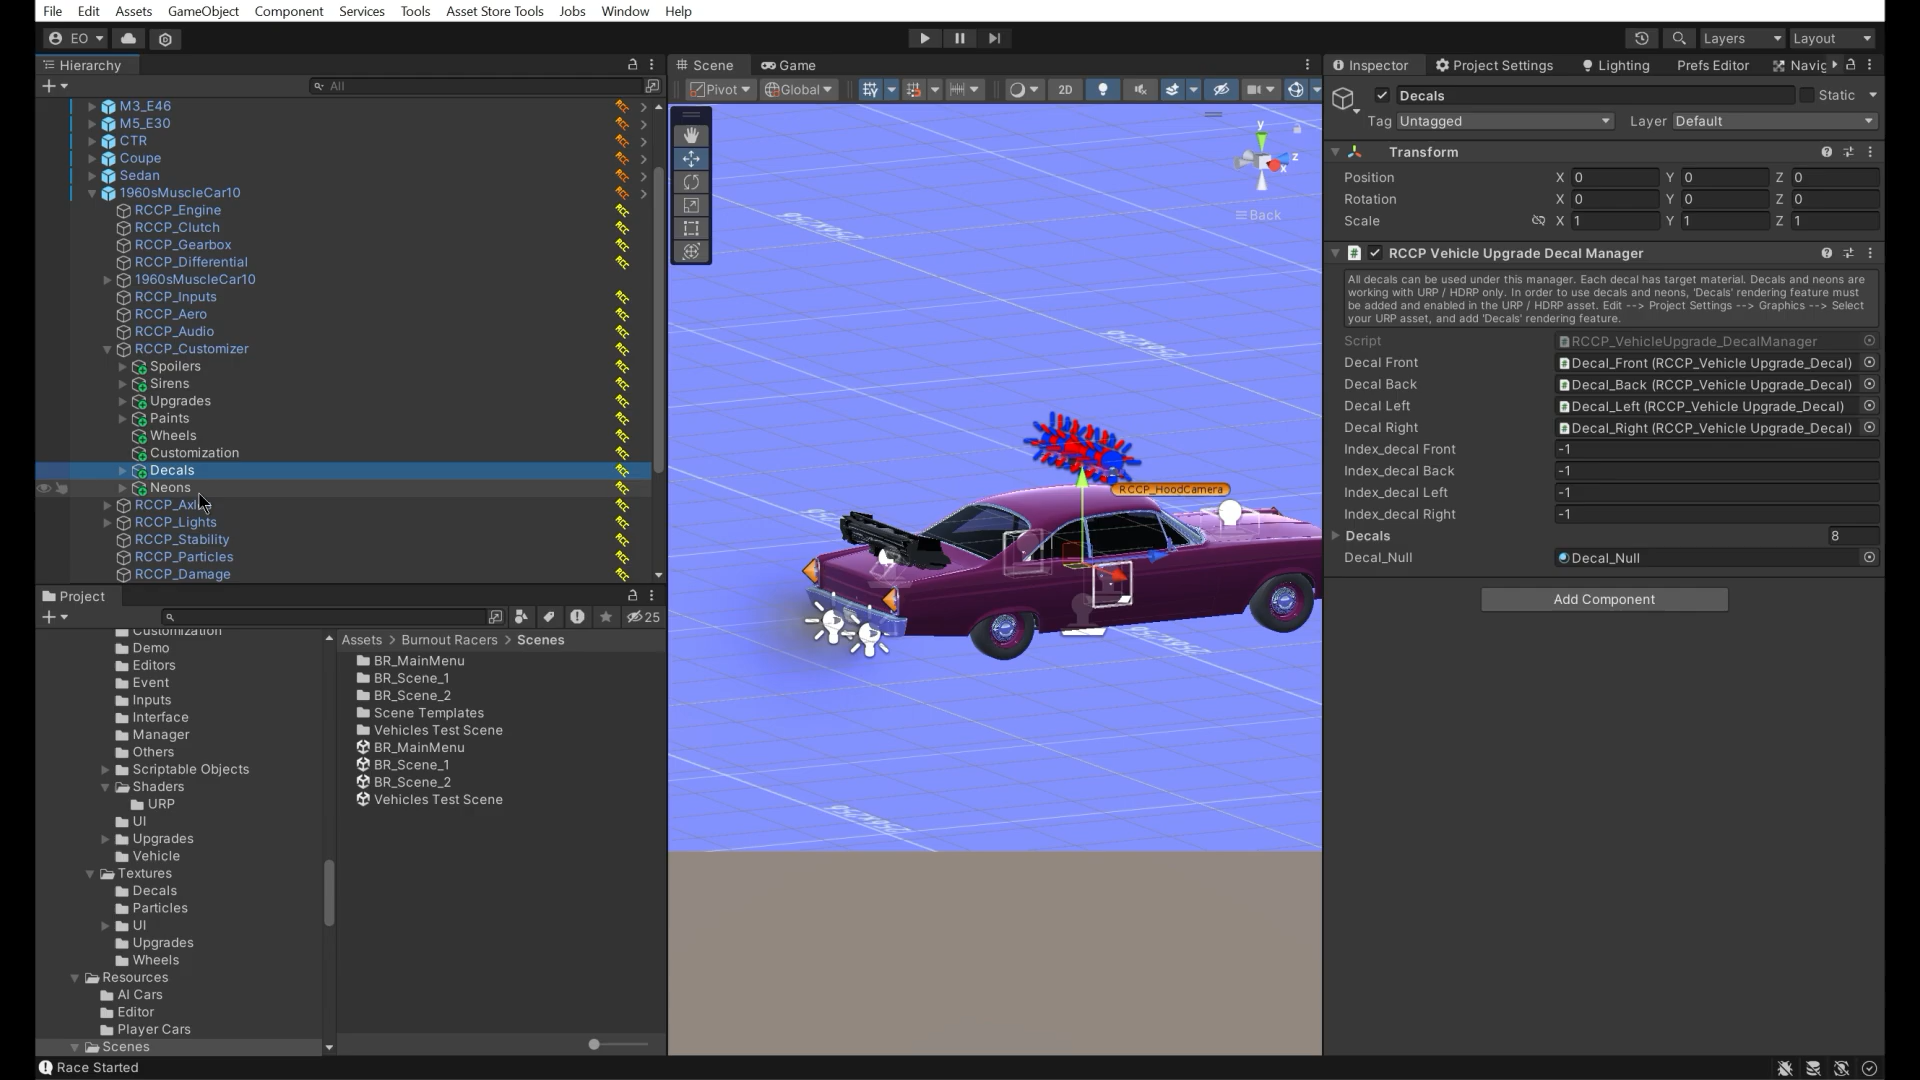 File Edit Assets GameObject Component Services Tools Asset Store Tools Jobs Window Help
EO
Layers Layout
Hierarchy
All
M3_E46
M5_E30
CTR
Coupe
Sedan
1960sMuscleCar10
RCCP_Engine
RCCP_Clutch
RCCP_Gearbox
RCCP_Differential
1960sMuscleCar10
RCCP_Inputs
RCCP_Aero
RCCP_Audio
RCCP_Customizer
Spoilers
Sirens
Upgrades
Paints
Wheels
Customization
Decals
Neons
RCCP_Axl
RCCP_Lights
RCCP_Stability
RCCP_Particles
RCCP_Damage
Scene Game
Pivot Global 2D
y
z
x
Back
256X256
RCCP_HoodCamera
Inspector Project Settings Lighting Prefs Editor Navig
Decals Static
Tag Untagged Layer Default
Transform
Position X 0 Y 0 Z 0
Rotation X 0 Y 0 Z 0
Scale X 1 Y 1 Z 1
RCCP Vehicle Upgrade Decal Manager
All decals can be used under this manager. Each decal has target material. Decals and neons are
working with URP / HDRP only. In order to use decals and neons, 'Decals' rendering feature must
be added and enabled in the URP / HDRP asset. Edit --> Project Settings --> Graphics --> Select
your URP asset, and add 'Decals' rendering feature.
Script RCCP_VehicleUpgrade_DecalManager
Decal Front Decal_Front (RCCP_Vehicle Upgrade_Decal)
Decal Back Decal_Back (RCCP_Vehicle Upgrade_Decal)
Decal Left Decal_Left (RCCP_Vehicle Upgrade_Decal)
Decal Right Decal_Right (RCCP_Vehicle Upgrade_Decal)
Index_decal Front -1
Index_decal Back -1
Index_decal Left -1
Index_decal Right -1
Decals 8
Decal_Null Decal_Null
Add Component
Project
25
Customization
Demo
Editors
Event
Inputs
Interface
Manager
Others
Scriptable Objects
Shaders
URP
UI
Upgrades
Vehicle
Textures
Decals
Particles
UI
Upgrades
Wheels
Resources
AI Cars
Editor
Player Cars
Scenes
Assets > Burnout Racers > Scenes
BR_MainMenu
BR_Scene_1
BR_Scene_2
Scene Templates
Vehicles Test Scene
BR_MainMenu
BR_Scene_1
BR_Scene_2
Vehicles Test Scene
Race Started